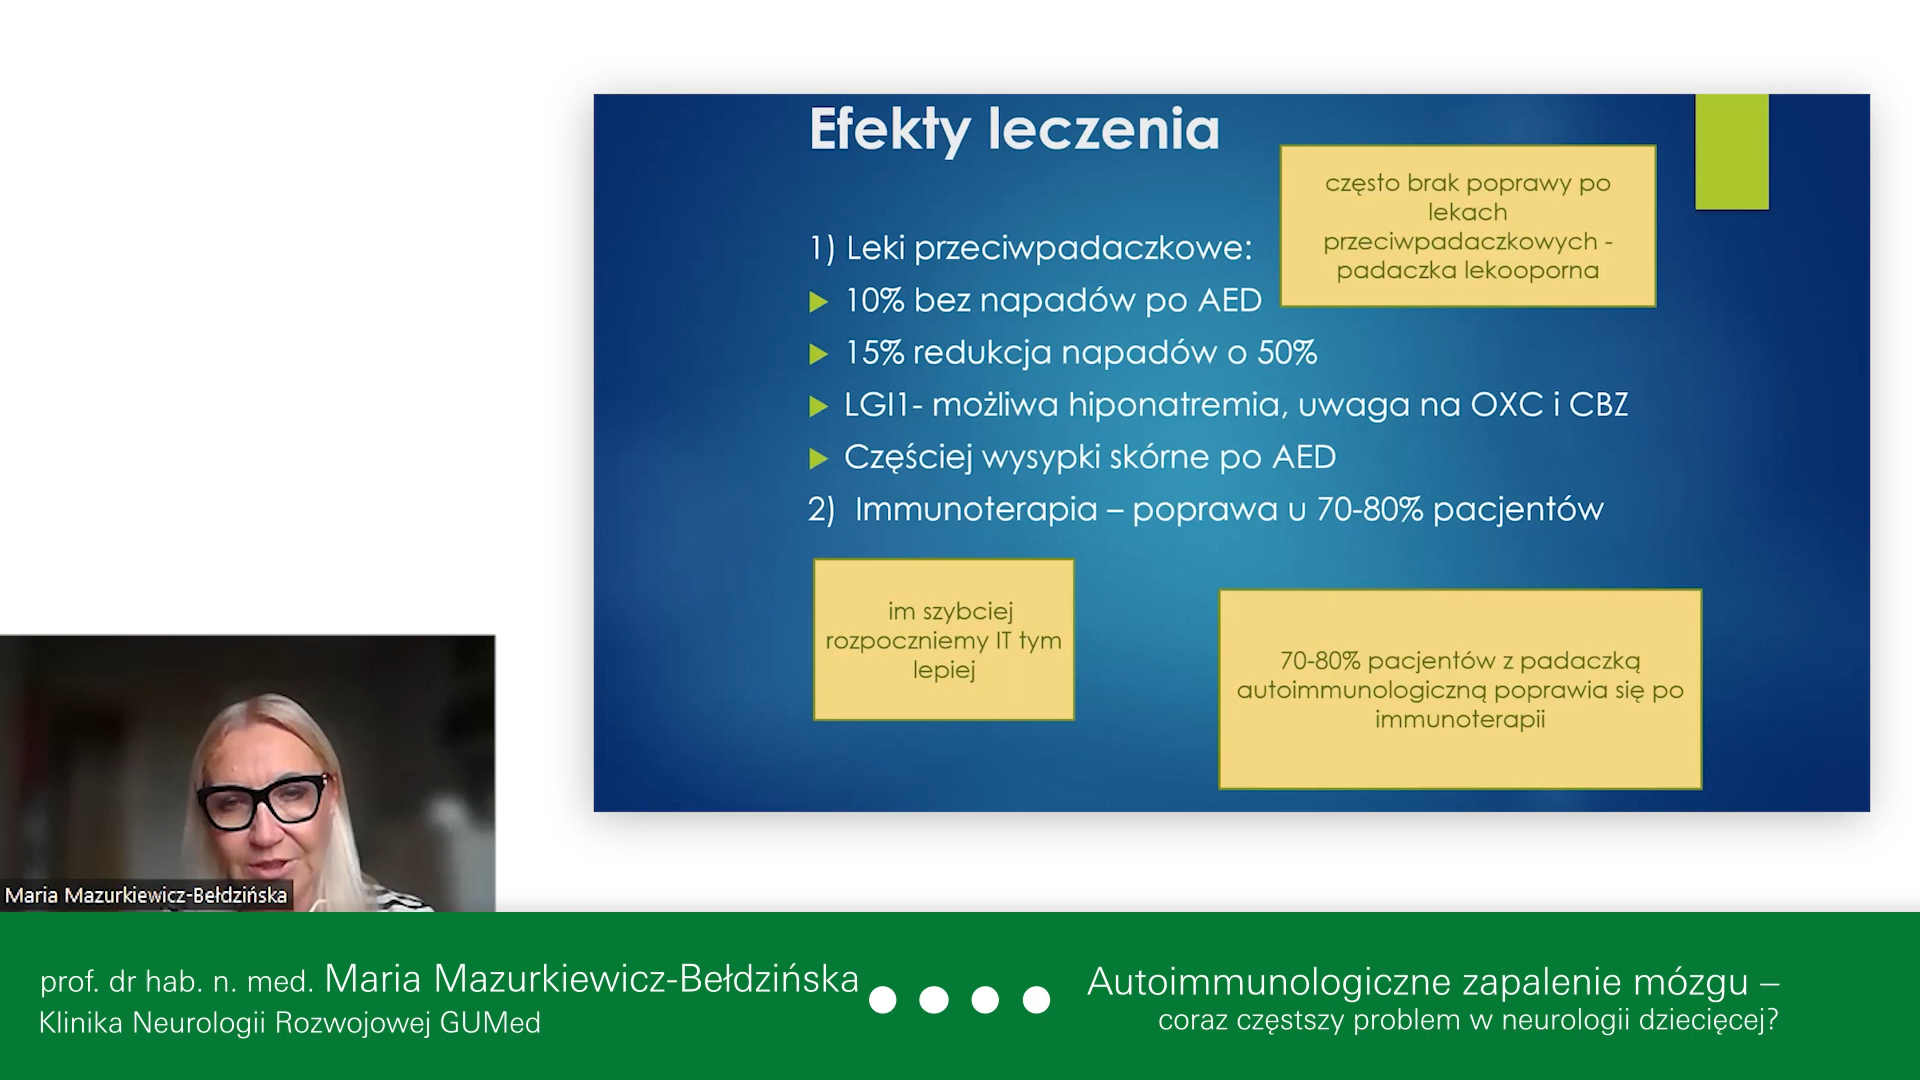 Efekty leczenia
często brak poprawy po
lekach
przeciwpadaczkowych -
padaczka lekooporna
1) Leki przeciwpadaczkowe:
10% bez napadów po AED
15% redukcja napadów o 50%
LGI1- możliwa hiponatremia, uwaga na OXC i CBZ
Częściej wysypki skórne po AED
2) Immunoterapia – poprawa u 70-80% pacjentów
im szybciej
rozpoczniemy IT tym
lepiej
70-80% pacjentów z padaczką
autoimmunologiczną poprawia się po
immunoterapii
Maria Mazurkiewicz-Bełdzińska
prof. dr hab. n. med. Maria Mazurkiewicz-Bełdzińska
Klinika Neurologii Rozwojowej GUMed
Autoimmunologiczne zapalenie mózgu –
coraz częstszy problem w neurologii dziecięcej?